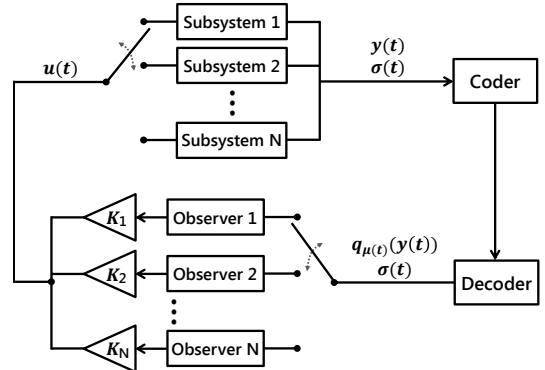 Subsystem 1
u(t)
Subsystem 2
y(t)
σ(t)
Coder
Subsystem N
K1
Observer 1
K2
Observer 2
qμ(t)(y(t))
σ(t)
Decoder
KN
Observer N